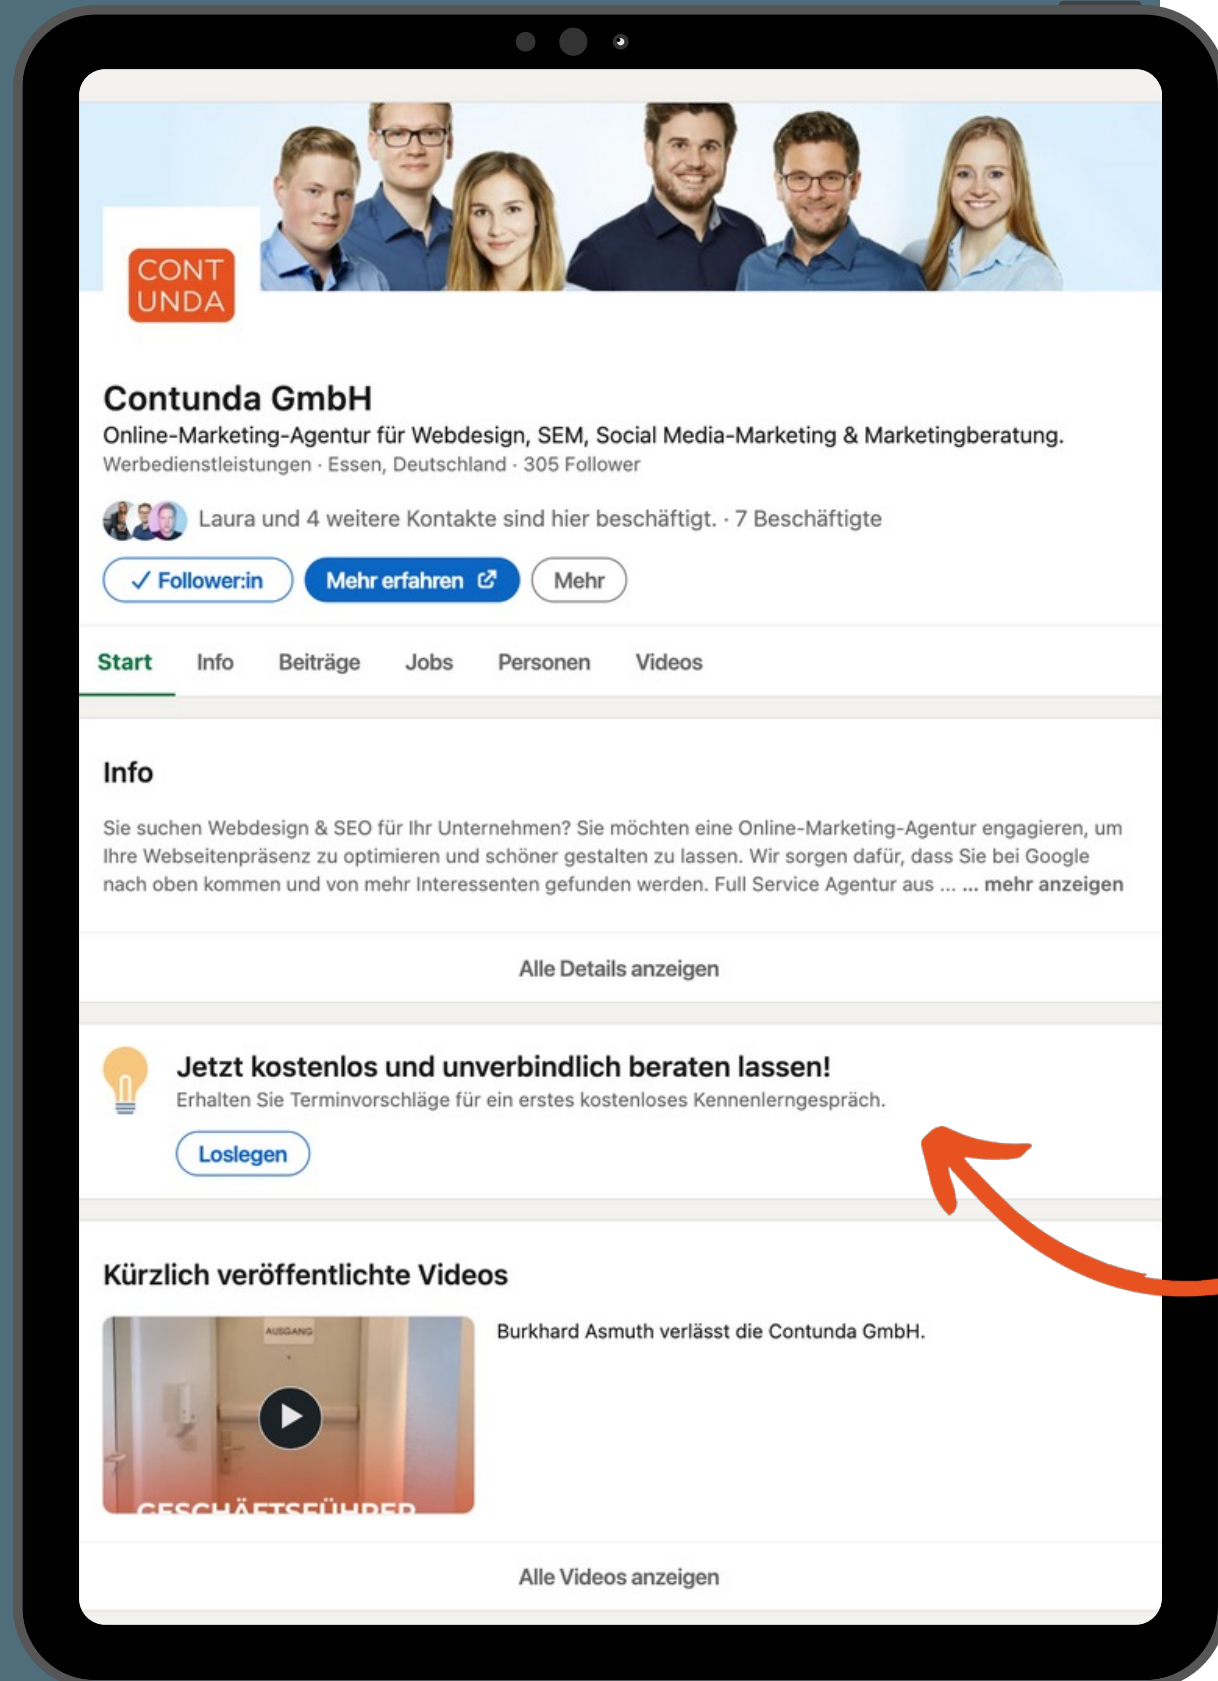 CONT
UNDA
Contunda GmbH
Online-Marketing-Agentur für Webdesign, SEM, Social Media-Marketing & Marketingberatung.
Werbedienstleistungen · Essen, Deutschland · 305 Follower
Laura und 4 weitere Kontakte sind hier beschäftigt. · 7 Beschäftigte
✓ Follower:in Mehr erfahren Mehr
Start Info Beiträge Jobs Personen Videos
Info
Sie suchen Webdesign & SEO für Ihr Unternehmen? Sie möchten eine Online-Marketing-Agentur engagieren, um
Ihre Webseitenpräsenz zu optimieren und schöner gestalten zu lassen. Wir sorgen dafür, dass Sie bei Google
nach oben kommen und von mehr Interessenten gefunden werden. Full Service Agentur aus ... ... mehr anzeigen
Alle Details anzeigen
Jetzt kostenlos und unverbindlich beraten lassen!
Erhalten Sie Terminvorschläge für ein erstes kostenloses Kennenlerngespräch.
Loslegen
Kürzlich veröffentlichte Videos
AUSGANG
Burkhard Asmuth verlässt die Contunda GmbH.
GESCHÄFTSFÜHRER
Alle Videos anzeigen